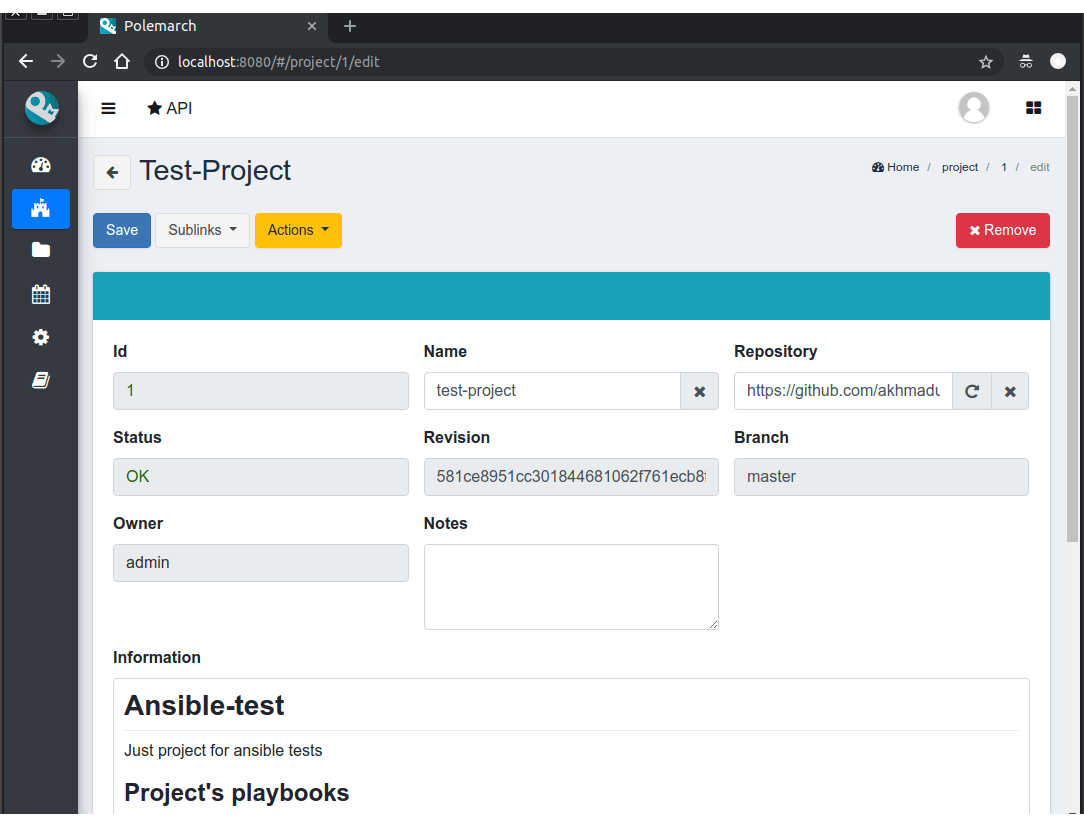 Polemarch
localhost:8080/#/project/1/edit
API
Test-Project
Home / project / 1 / edit
Save
Sublinks
Actions
Remove
Id
Name
Repository
1
test-project
https://github.com/akhmadu
Status
Revision
Branch
OK
581ce8951cc301844681062f761ecb8
master
Owner
Notes
admin
Information
Ansible-test
Just project for ansible tests
Project's playbooks